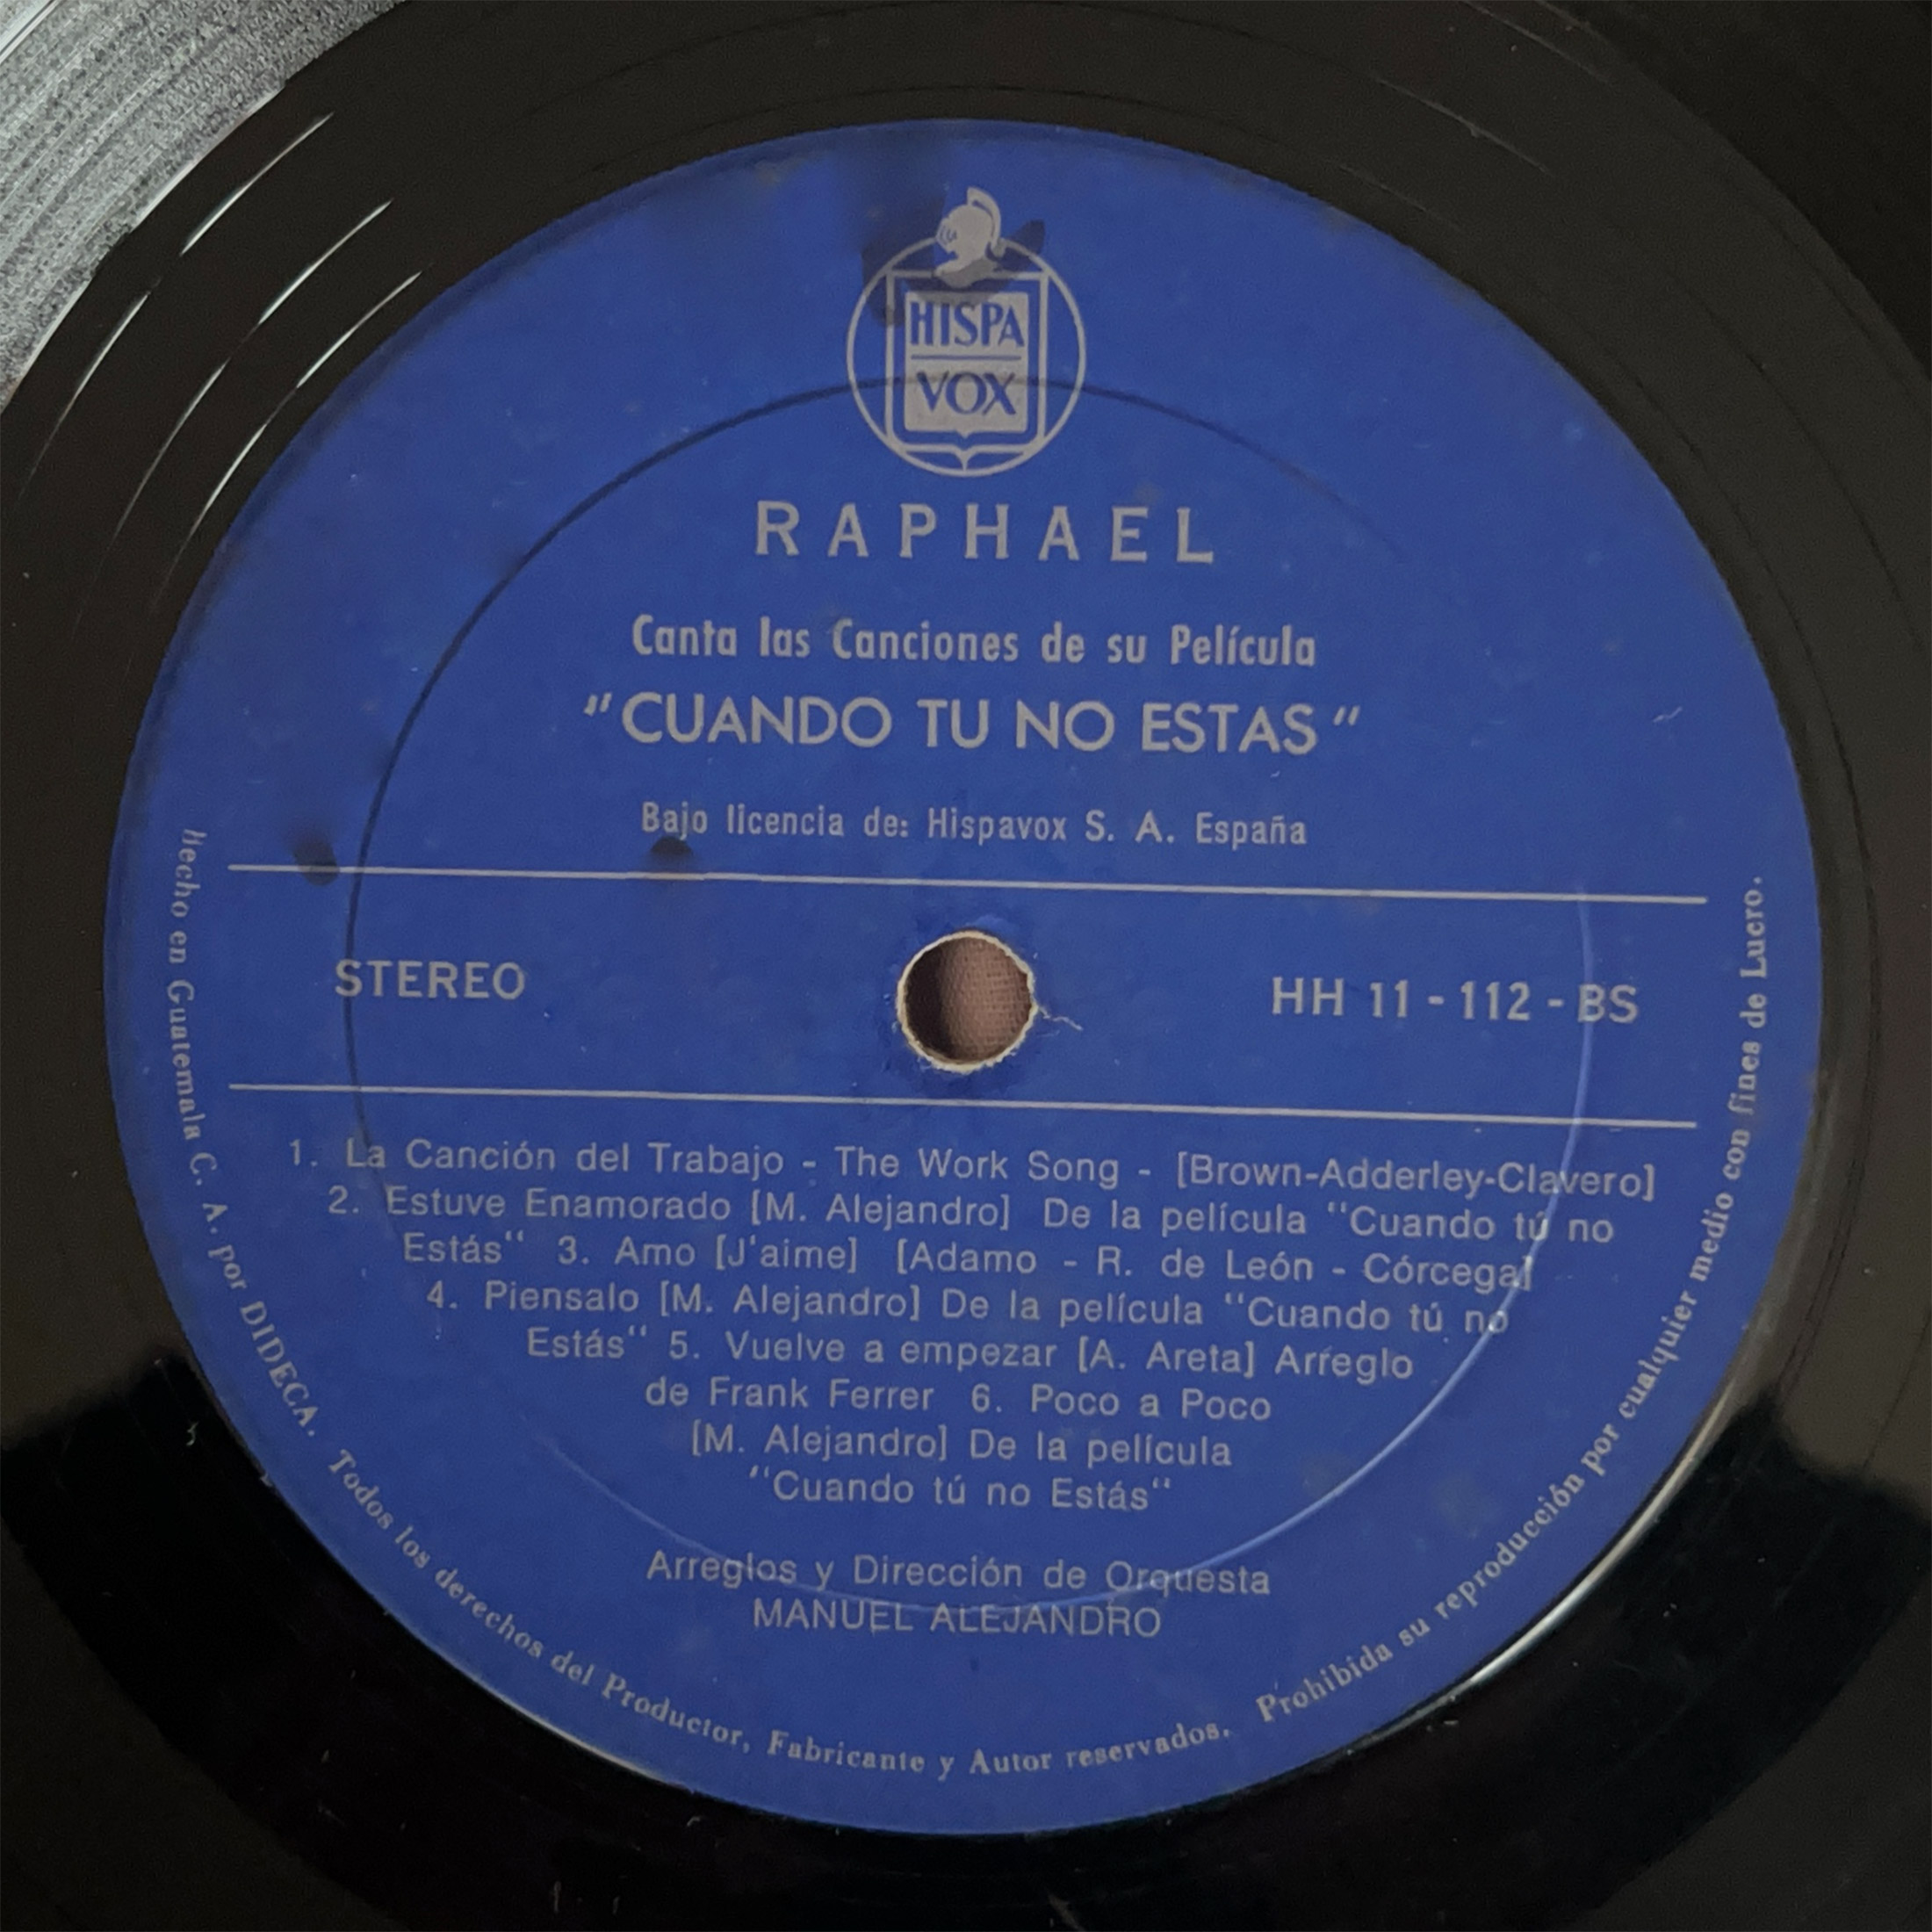 HISPA
VOX
RAPHAEL
Canta las Canciones de su Película
"CUANDO TU NO ESTAS"
Bajo licencia de: Hispavox S. A. España
STEREO
HH 11-112-BS
1. La Canción del Trabajo - The Work Song - [Brown-Adderley-Clavero]
2. Estuve Enamorado [M. Alejandro] De la película "Cuando tú no
Estás" 3. Amo [J'aime] [Adamo - R. de León - Córcega]
4. Piensalo [M. Alejandro] De la película "Cuando tú no
Estás" 5. Vuelve a empezar [A. Areta] Arreglo
de Frank Ferrer 6. Poco a Poco
[M. Alejandro] De la película
"Cuando tú no Estás"
Arreglos y Dirección de Orquesta
MANUEL ALEJANDRO
Hecho en Guatemala C. A. por DIDECA. Todos los derechos del Productor, Fabricante y Autor reservados. Prohibida su reproducción por cualquier medio con fines de Lucro.